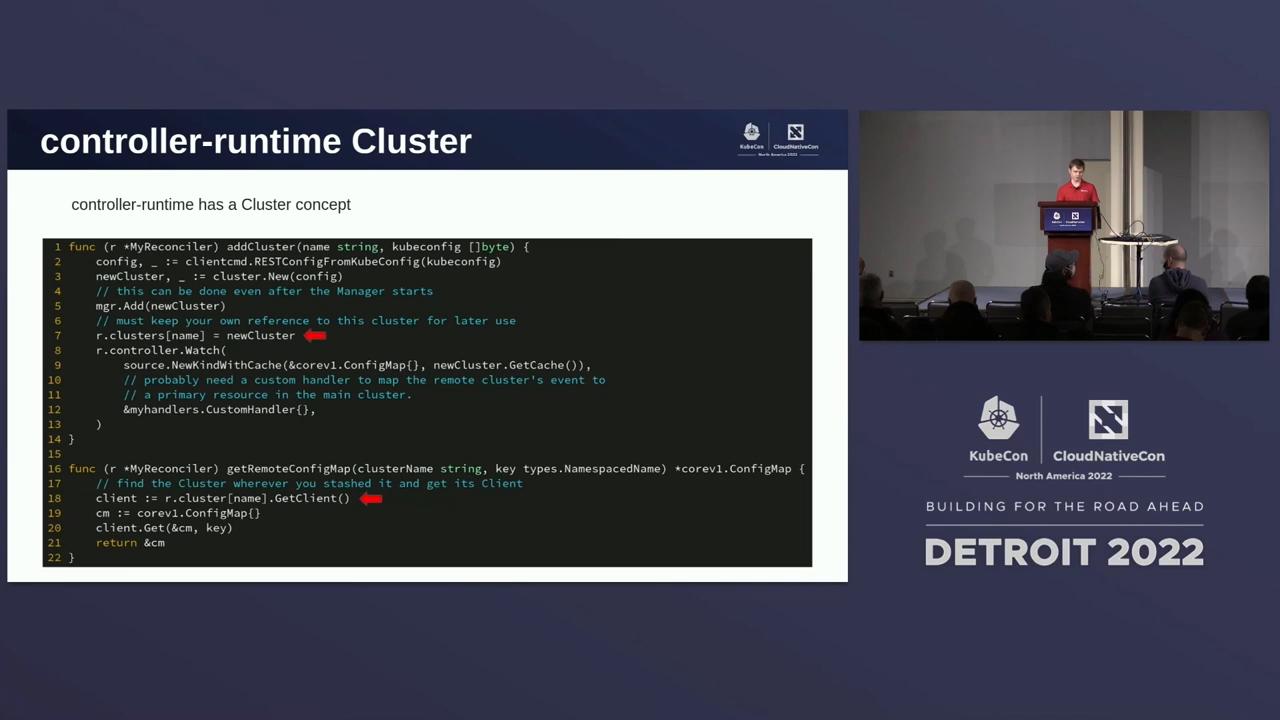 controller-runtime Cluster
KubeCon
CloudNativeCon
North America 2022
controller-runtime has a Cluster concept
1 func (r *MyReconciler) addCluster(name string, kubeconfig []byte) {
2 config, _ := clientcmd.RESTConfigFromKubeConfig(kubeconfig)
3 newCluster, _ := cluster.New(config)
4 // this can be done even after the Manager starts
5 mgr.Add(newCluster)
6 // must keep your own reference to this cluster for later use
7 r.clusters[name] = newCluster
8 r.controller.Watch(
9 source.NewKindWithCache(&corev1.ConfigMap{}, newCluster.GetCache()),
10 // probably need a custom handler to map the remote cluster's event to
11 // a primary resource in the main cluster.
12 &myhandlers.CustomHandler{},
13 )
14 }
15
16 func (r *MyReconciler) getRemoteConfigMap(clusterName string, key types.NamespacedName) *corev1.ConfigMap {
17 // find the Cluster wherever you stashed it and get its Client
18 client := r.cluster[name].GetClient()
19 cm := corev1.ConfigMap{}
20 client.Get(&cm, key)
21 return &cm
22 }
KubeCon
CloudNativeCon
North America 2022
BUILDING FOR THE ROAD AHEAD
DETROIT 2022